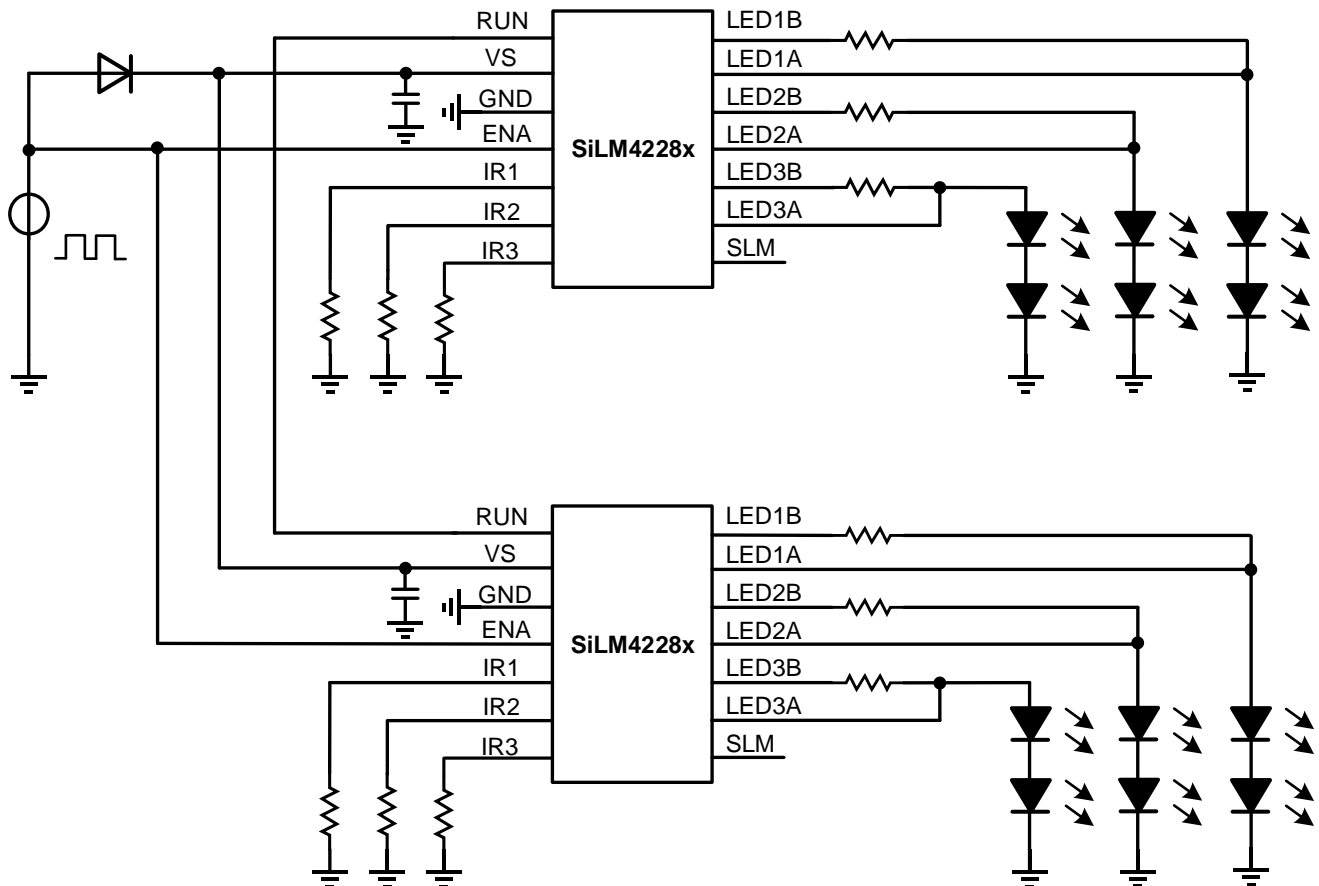 RUN
VS
GND
ENA
IR1
IR2
IR3
SiLM4228x
LED1B
LED1A
LED2B
LED2A
LED3B
LED3A
SLM
RUN
VS
GND
ENA
IR1
IR2
IR3
SiLM4228x
LED1B
LED1A
LED2B
LED2A
LED3B
LED3A
SLM